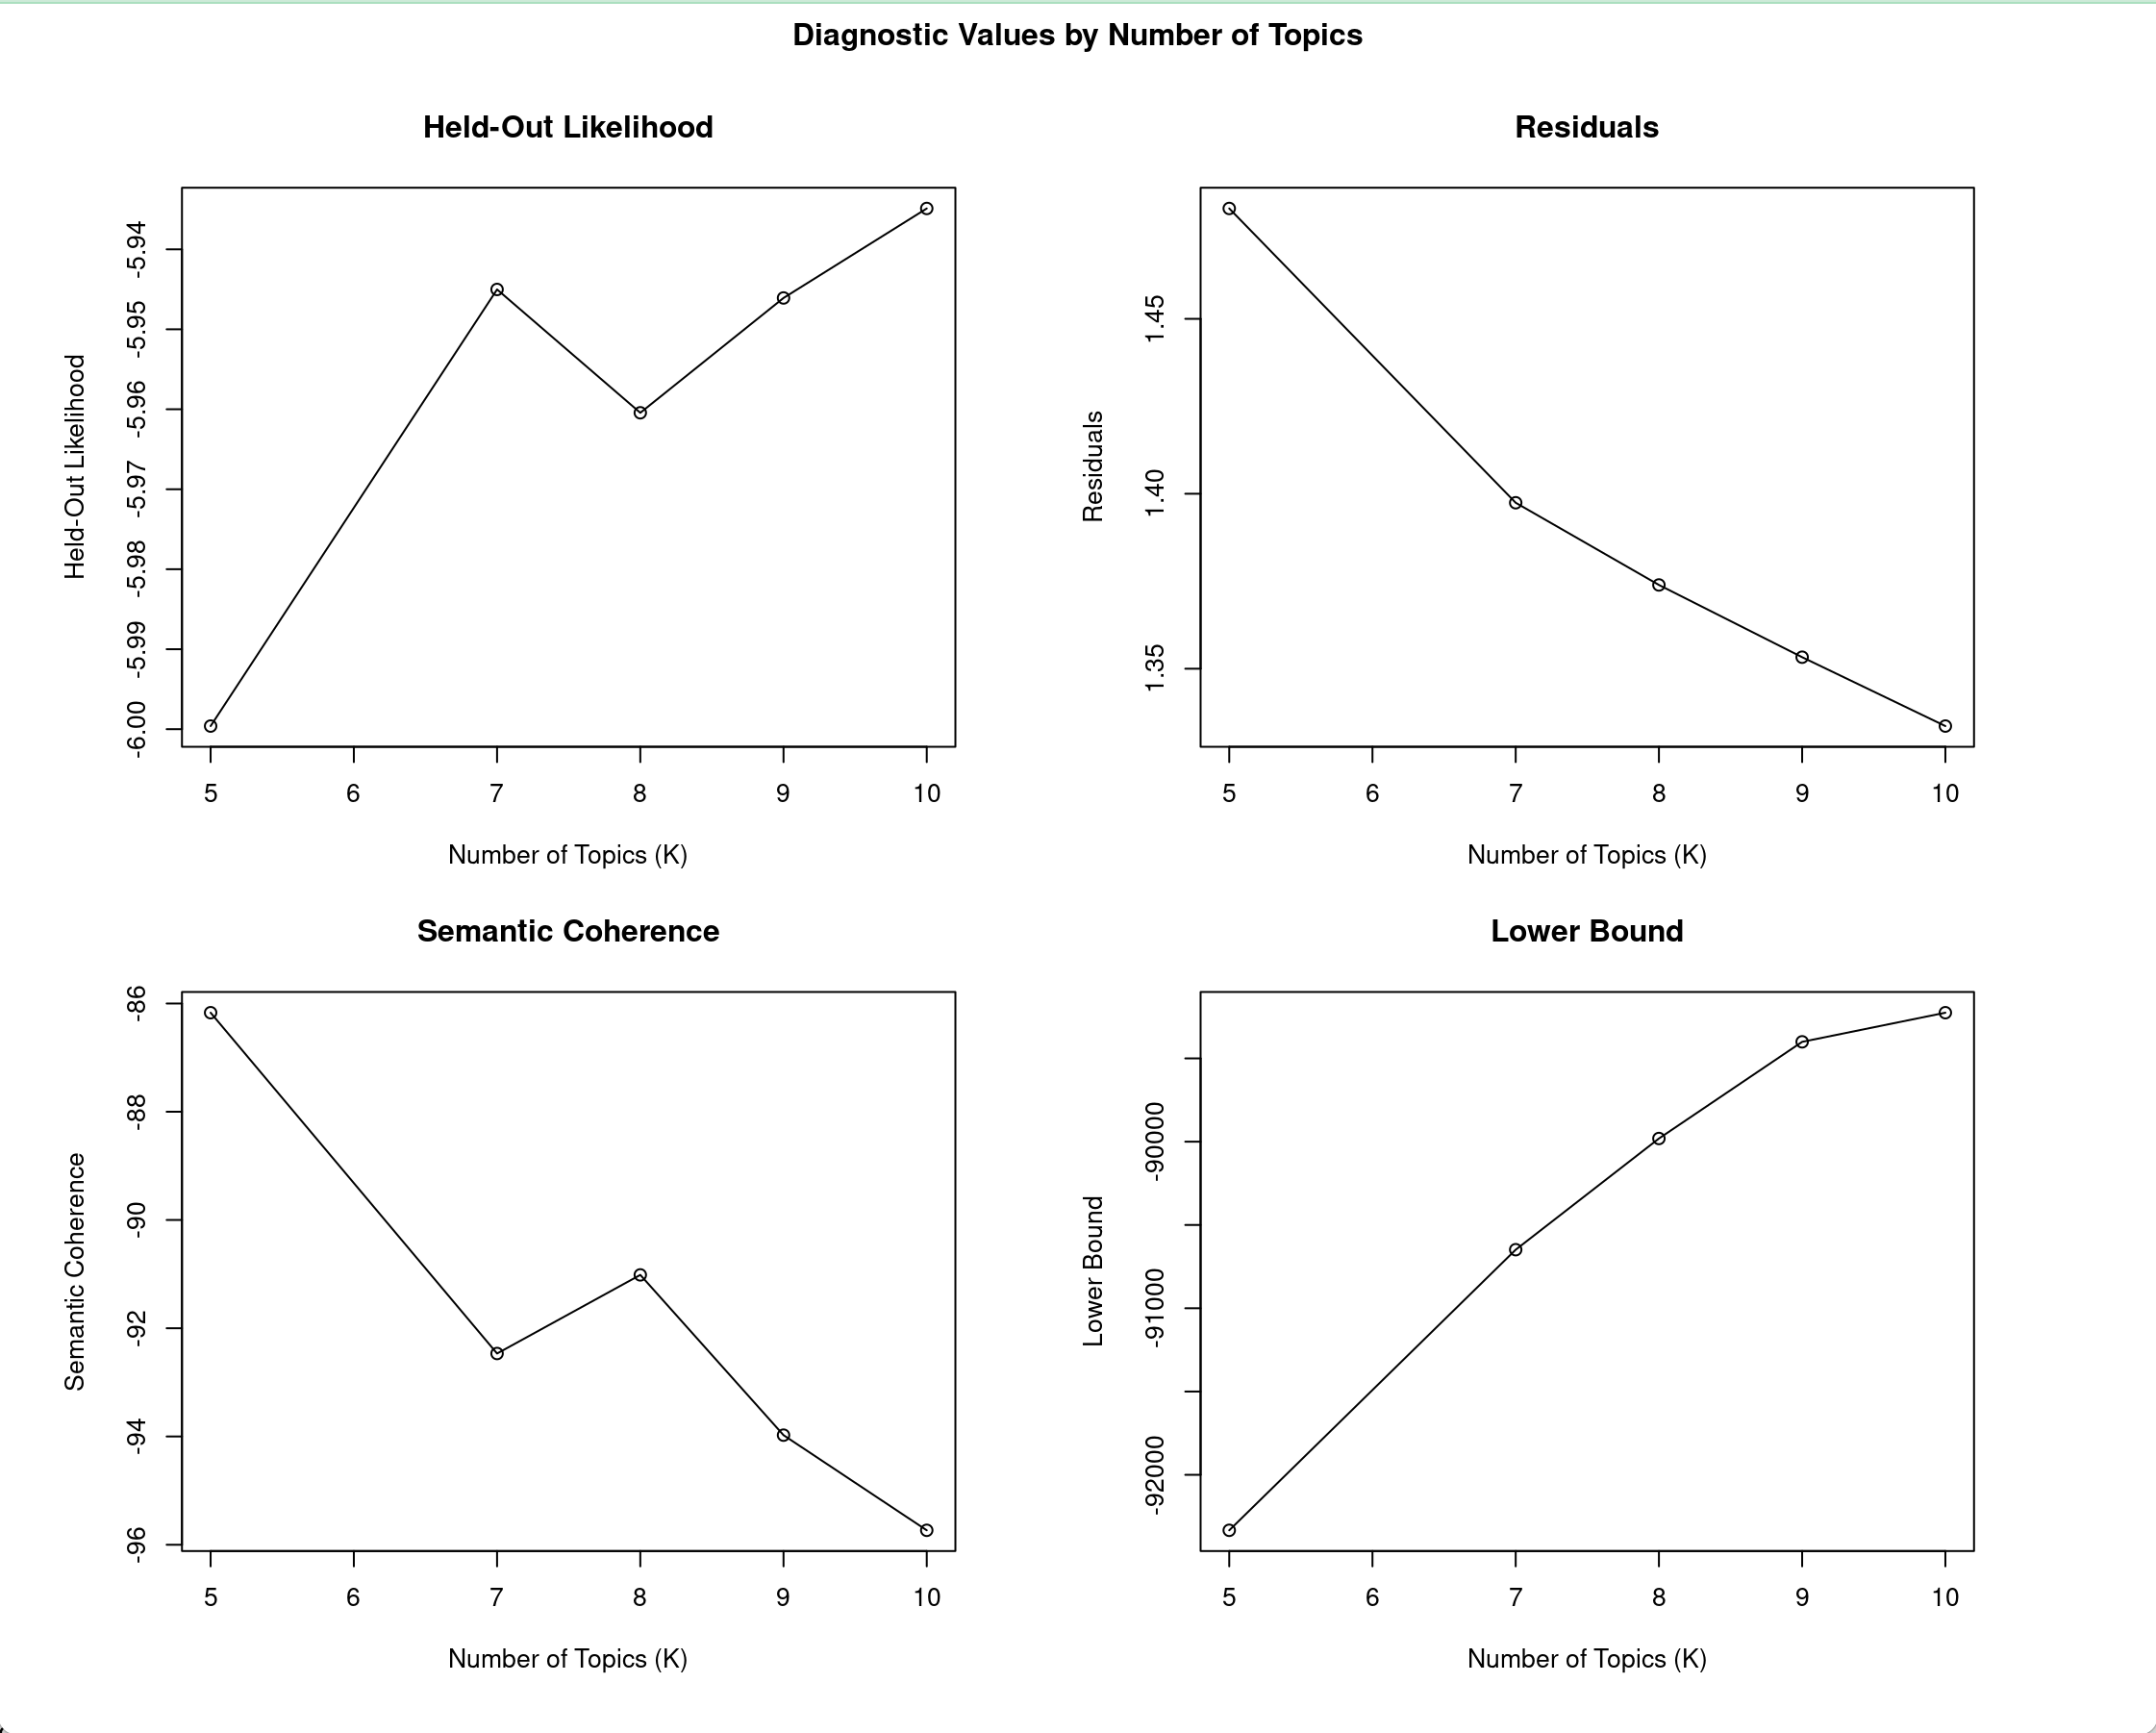 Diagnostic Values by Number of Topics
Held-Out Likelihood
Held-Out Likelihood
-5.94
-5.95
-5.96
-5.97
-5.98
-5.99
-6.00
5 6 7 8 9 10
Number of Topics (K)
Residuals
Residuals
1.45
1.40
1.35
5 6 7 8 9 10
Number of Topics (K)
Semantic Coherence
Semantic Coherence
-86
-88
-90
-92
-94
-96
5 6 7 8 9 10
Number of Topics (K)
Lower Bound
Lower Bound
-90000
-91000
-92000
5 6 7 8 9 10
Number of Topics (K)